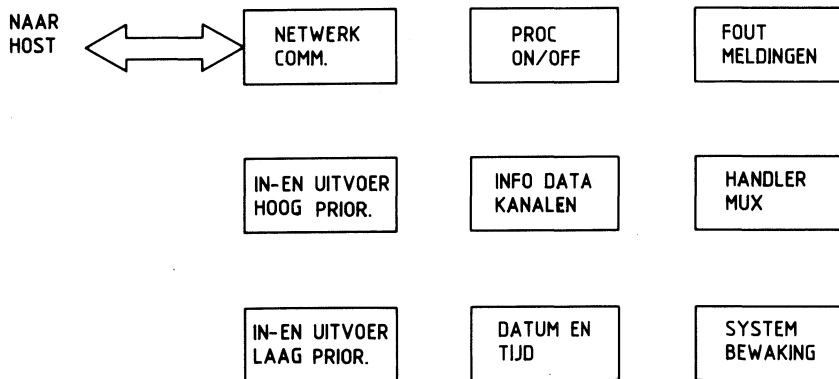 NAAR
HOST
NETWERK
COMM.
PROC
ON/OFF
FOUT
MELDINGEN
IN-EN UITVOER
HOOG PRIOR.
INFO DATA
KANALEN
HANDLER
MUX
IN-EN UITVOER
LAAG PRIOR.
DATUM EN
TIJD
SYSTEM
BEWAKING